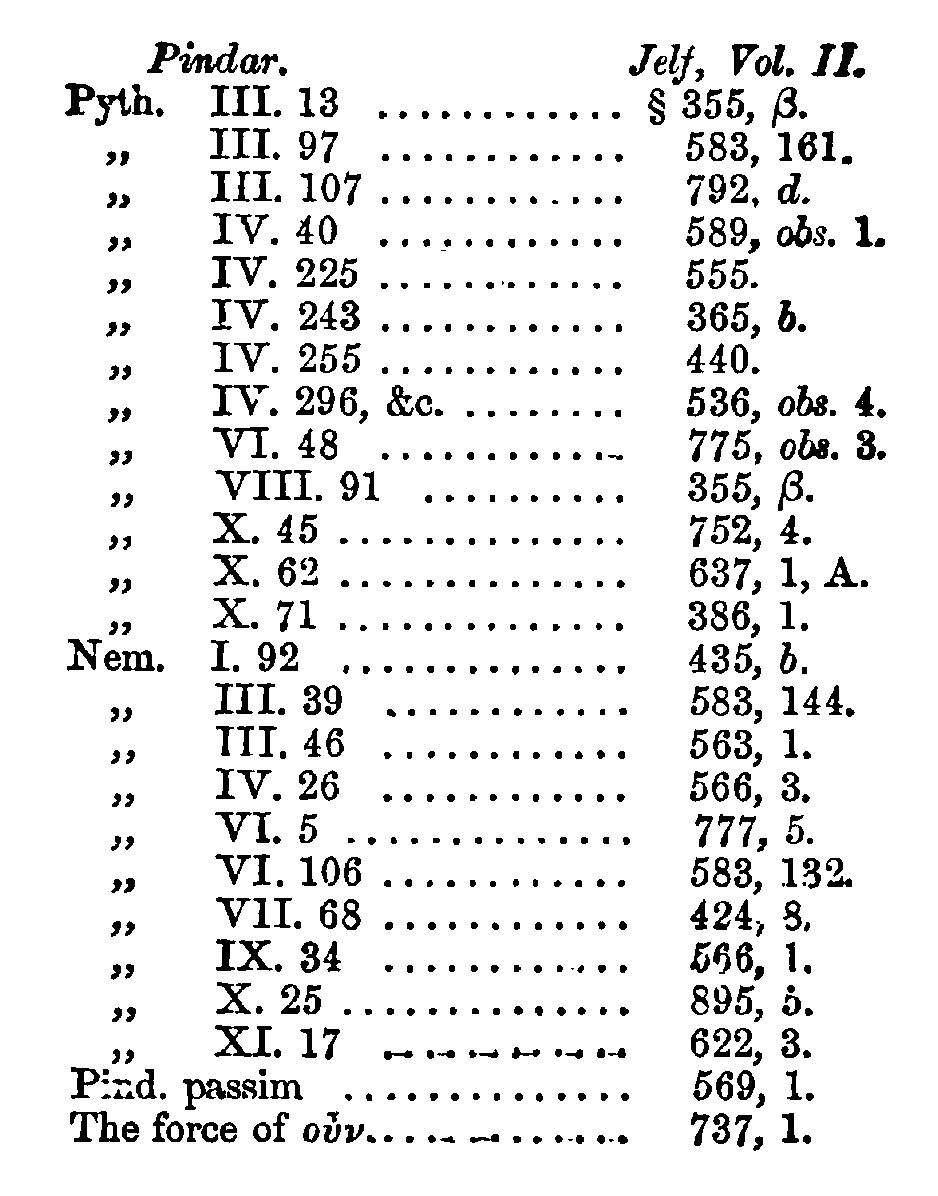 Pindar. Jelf, Vol. II.
Pyth. III. 13 ............ § 355, β.
„ III. 97 ............ 583, 161.
„ III. 107 ............ 792, d.
„ IV. 40 ............ 589, obs. 1.
„ IV. 225 ............ 555.
„ IV. 243 ............ 365, b.
„ IV. 255 ............ 440.
„ IV. 296, &c. ........ 536, obs. 4.
„ VI. 48 ............ 775, obs. 3.
„ VIII. 91 .......... 355, β.
„ X. 45 .............. 752, 4.
„ X. 62 .............. 637, 1, A.
„ X. 71 .............. 386, 1.
Nem. I. 92 .............. 435, b.
„ III. 39 ............ 583, 144.
„ III. 46 ............ 563, 1.
„ IV. 26 ............ 566, 3.
„ VI. 5 .............. 777, 5.
„ VI. 106 ............ 583, 132.
„ VII. 68 ............ 424, 8.
„ IX. 34 ............ 566, 1.
„ X. 25 .............. 895,
„ XI. 17 ............ 622, 3.
Pind. passim .............. 569, 1.
The force of οὖν.............. 737, 1.